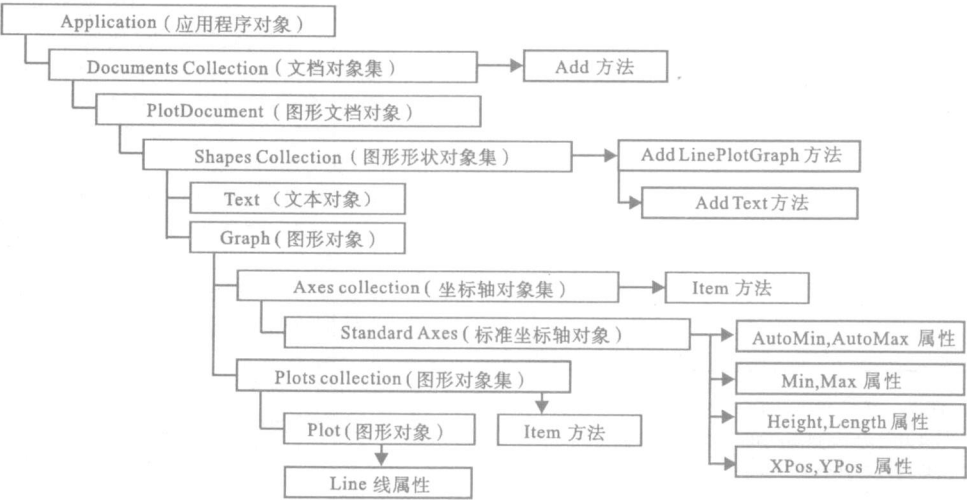 Application（应用程序对象）
Documents Collection（文档对象集）
Add 方法
PlotDocument（图形文档对象）
Shapes Collection（图形形状对象集）
Add LinePlotGraph 方法
Text （文本对象）
Add Text 方法
Graph（图形对象）
Axes collection（坐标轴对象集）
Item 方法
Standard Axes（标准坐标轴对象）
AutoMin,AutoMax 属性
Plots collection（图形对象集）
Min,Max 属性
Plot（图形对象）
Item 方法
Height,Length 属性
XPos,YPos 属性
Line 线属性